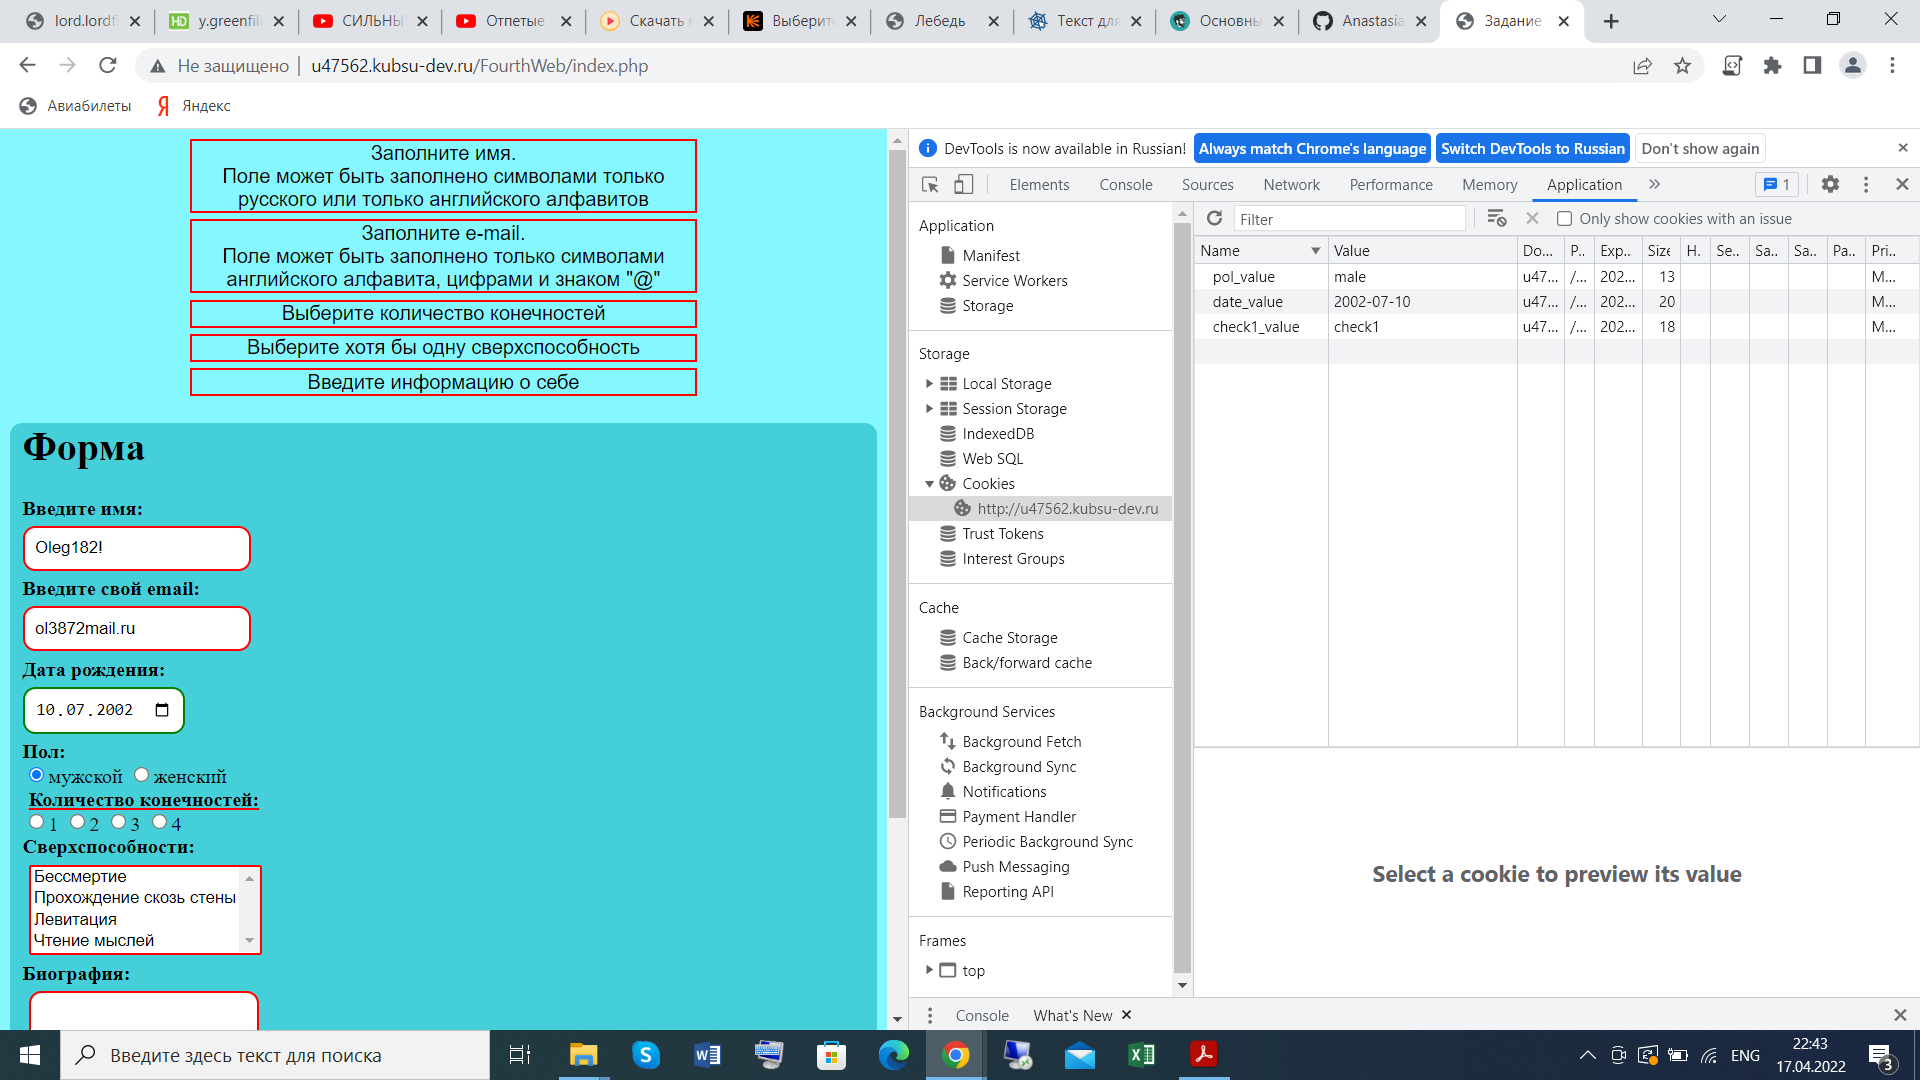 lord.lordfi
y.greenfil
СИЛЬНЫ
Отпетые
Скачать
Выберит
Лебедь
Текст для
Основны
Anastasia
Задание
Не защищено | u47562.kubsu-dev.ru/FourthWeb/index.php
Авиабилеты
Яндекс
Заполните имя.
Поле может быть заполнено символами только
русского или только английского алфавитов
Заполните e-mail.
Поле может быть заполнено только символами
английского алфавита, цифрами и знаком "@"
Выберите количество конечностей
Выберите хотя бы одну сверхспособность
Введите информацию о себе
Форма
Введите имя:
Oleg182!
Введите свой email:
ol3872mail.ru
Дата рождения:
10.07.2002
Пол:
мужской женский
Количество конечностей:
1 2 3 4
Сверхспособности:
Бессмертие
Прохождение скозь стены
Левитация
Чтение мыслей
Биография:
DevTools is now available in Russian! Always match Chrome's language Switch DevTools to Russian Don't show again
Elements Console Sources Network Performance Memory Application 1
Application
Manifest
Service Workers
Storage
Storage
Local Storage
Session Storage
IndexedDB
Web SQL
Cookies
http://u47562.kubsu-dev.ru
Trust Tokens
Interest Groups
Cache
Cache Storage
Back/forward cache
Background Services
Background Fetch
Background Sync
Notifications
Payment Handler
Periodic Background Sync
Push Messaging
Reporting API
Frames
top
Filter Only show cookies with an issue
Name Value Do... P.. Exp... Size H. Se.. Sa.. Sa.. Pa... Pri..
pol_value male u47... /... 202... 13 M...
date_value 2002-07-10 u47... /... 202... 20 M...
check1_value check1 u47... /... 202... 18 M...
Select a cookie to preview its value
Console What's New
Введите здесь текст для поиска
ENG
22:43
17.04.2022
3